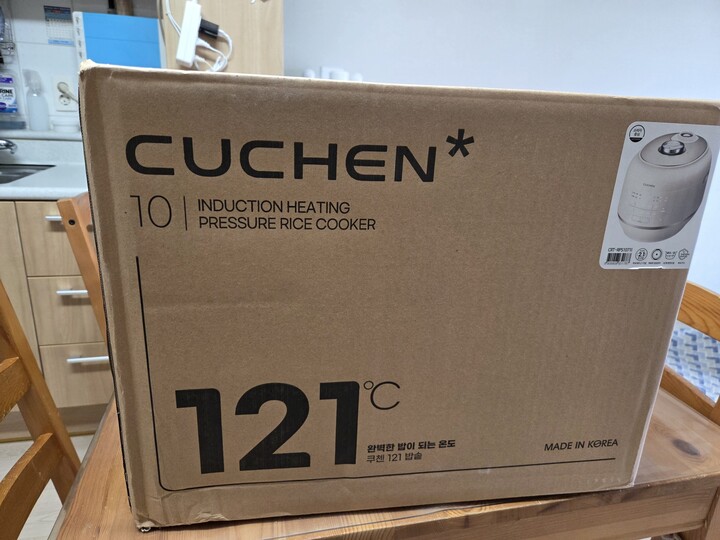 CUCHEN*
10 | INDUCTION HEATING
PRESSURE RICE COOKER
121℃
완벽한 밥이 되는 온도
쿠첸 121 밥솥
MADE IN KOREA